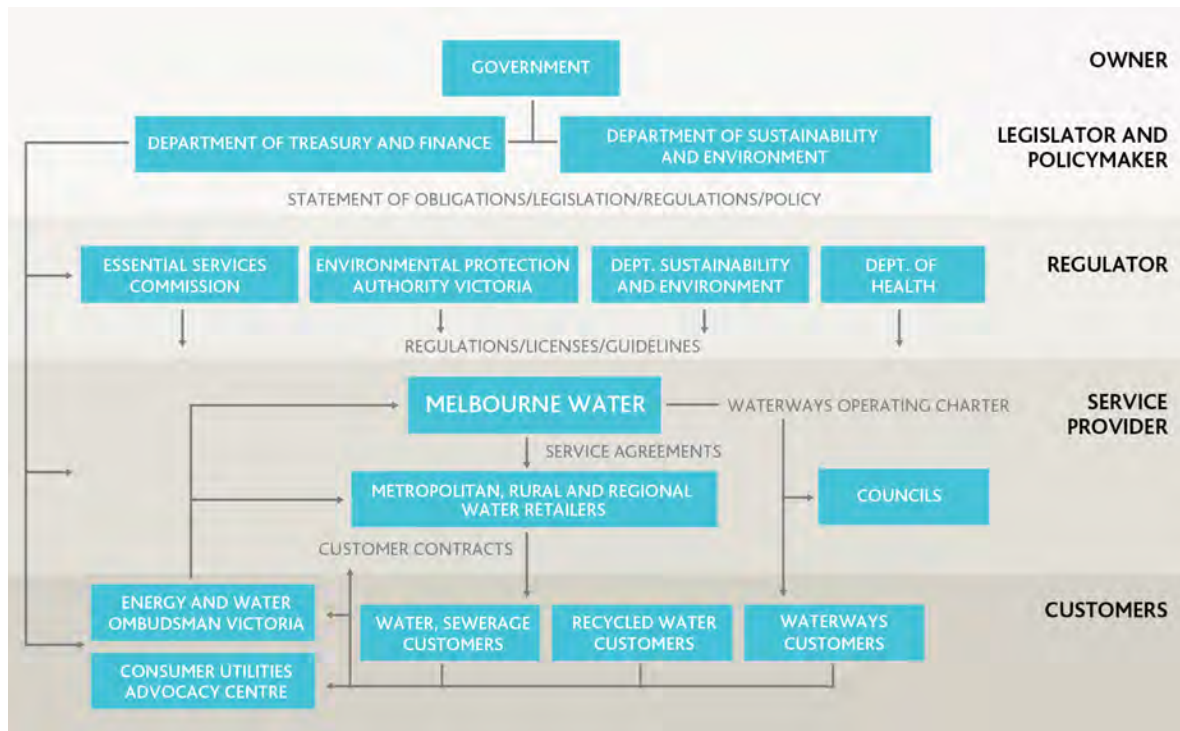 GOVERNMENT
OWNER
DEPARTMENT OF TREASURY AND FINANCE
DEPARTMENT OF SUSTAINABILITY
AND ENVIRONMENT
LEGISLATOR AND
POLICYMAKER
STATEMENT OF OBLIGATIONS/LEGISLATION/REGULATIONS/POLICY
ESSENTIAL SERVICES
COMMISSION
ENVIRONMENTAL PROTECTION
AUTHORITY VICTORIA
DEPT. SUSTAINABILITY
AND ENVIRONMENT
DEPT. OF
HEALTH
REGULATOR
REGULATIONS/LICENSES/GUIDELINES
MELBOURNE WATER
WATERWAYS OPERATING CHARTER
SERVICE
PROVIDER
SERVICE AGREEMENTS
METROPOLITAN, RURAL AND REGIONAL
WATER RETAILERS
COUNCILS
CUSTOMER CONTRACTS
ENERGY AND WATER
OMBUDSMAN VICTORIA
WATER, SEWERAGE
CUSTOMERS
RECYCLED WATER
CUSTOMERS
WATERWAYS
CUSTOMERS
CUSTOMERS
CONSUMER UTILITIES
ADVOCACY CENTRE